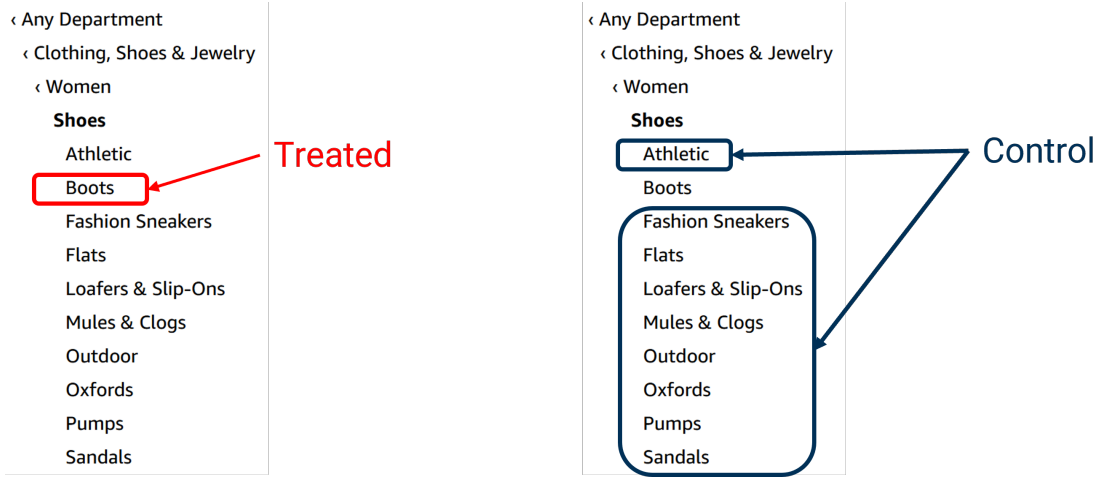 ‹ Any Department
‹ Clothing, Shoes & Jewelry
‹ Women
Shoes
Athletic
Boots
Fashion Sneakers
Flats
Loafers & Slip-Ons
Mules & Clogs
Outdoor
Oxfords
Pumps
Sandals
Treated
‹ Any Department
‹ Clothing, Shoes & Jewelry
‹ Women
Shoes
Athletic
Boots
Fashion Sneakers
Flats
Loafers & Slip-Ons
Mules & Clogs
Outdoor
Oxfords
Pumps
Sandals
Control